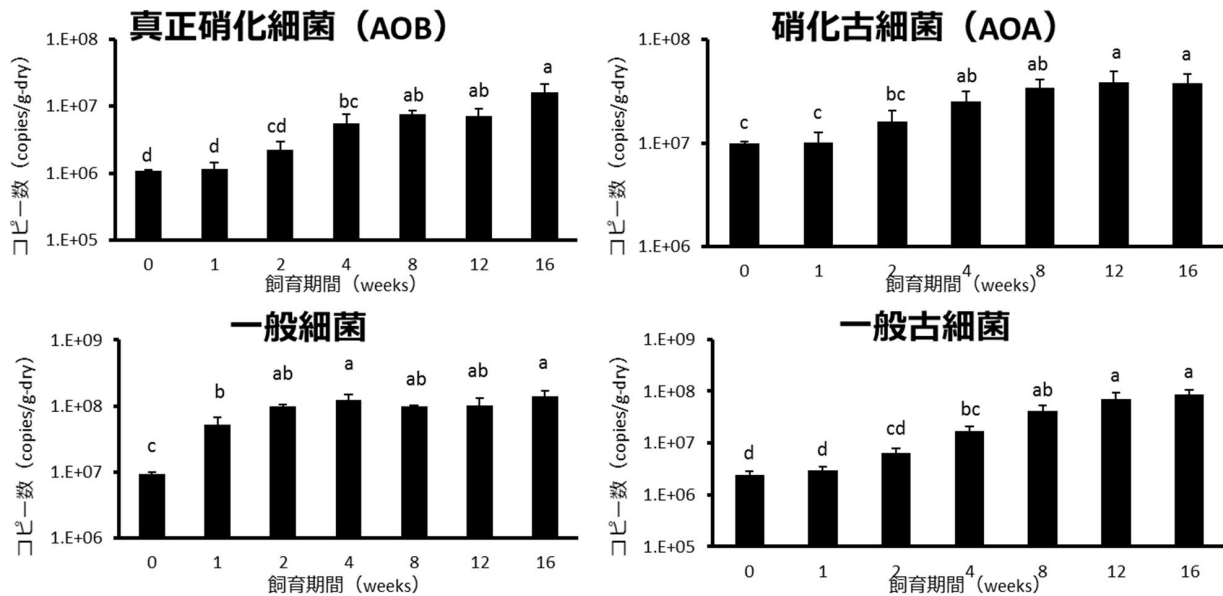 真正硝化細菌（AOB）
コピー数（copies/g-dry）
1.E+08
1.E+07
1.E+06
1.E+05
d
d
cd
bc
ab
ab
a
0 1 2 4 8 12 16
飼育期間（weeks）
硝化古細菌（AOA）
コピー数（copies/g-dry）
1.E+08
1.E+07
1.E+06
c
c
bc
ab
ab
a
a
0 1 2 4 8 12 16
飼育期間（weeks）
一般細菌
コピー数（copies/g-dry）
1.E+09
1.E+08
1.E+07
1.E+06
c
b
ab
a
ab
ab
a
0 1 2 4 8 12 16
飼育期間（weeks）
一般古細菌
コピー数（copies/g-dry）
1.E+09
1.E+08
1.E+07
1.E+06
1.E+05
d
d
cd
bc
ab
a
a
0 1 2 4 8 12 16
飼育期間（weeks）